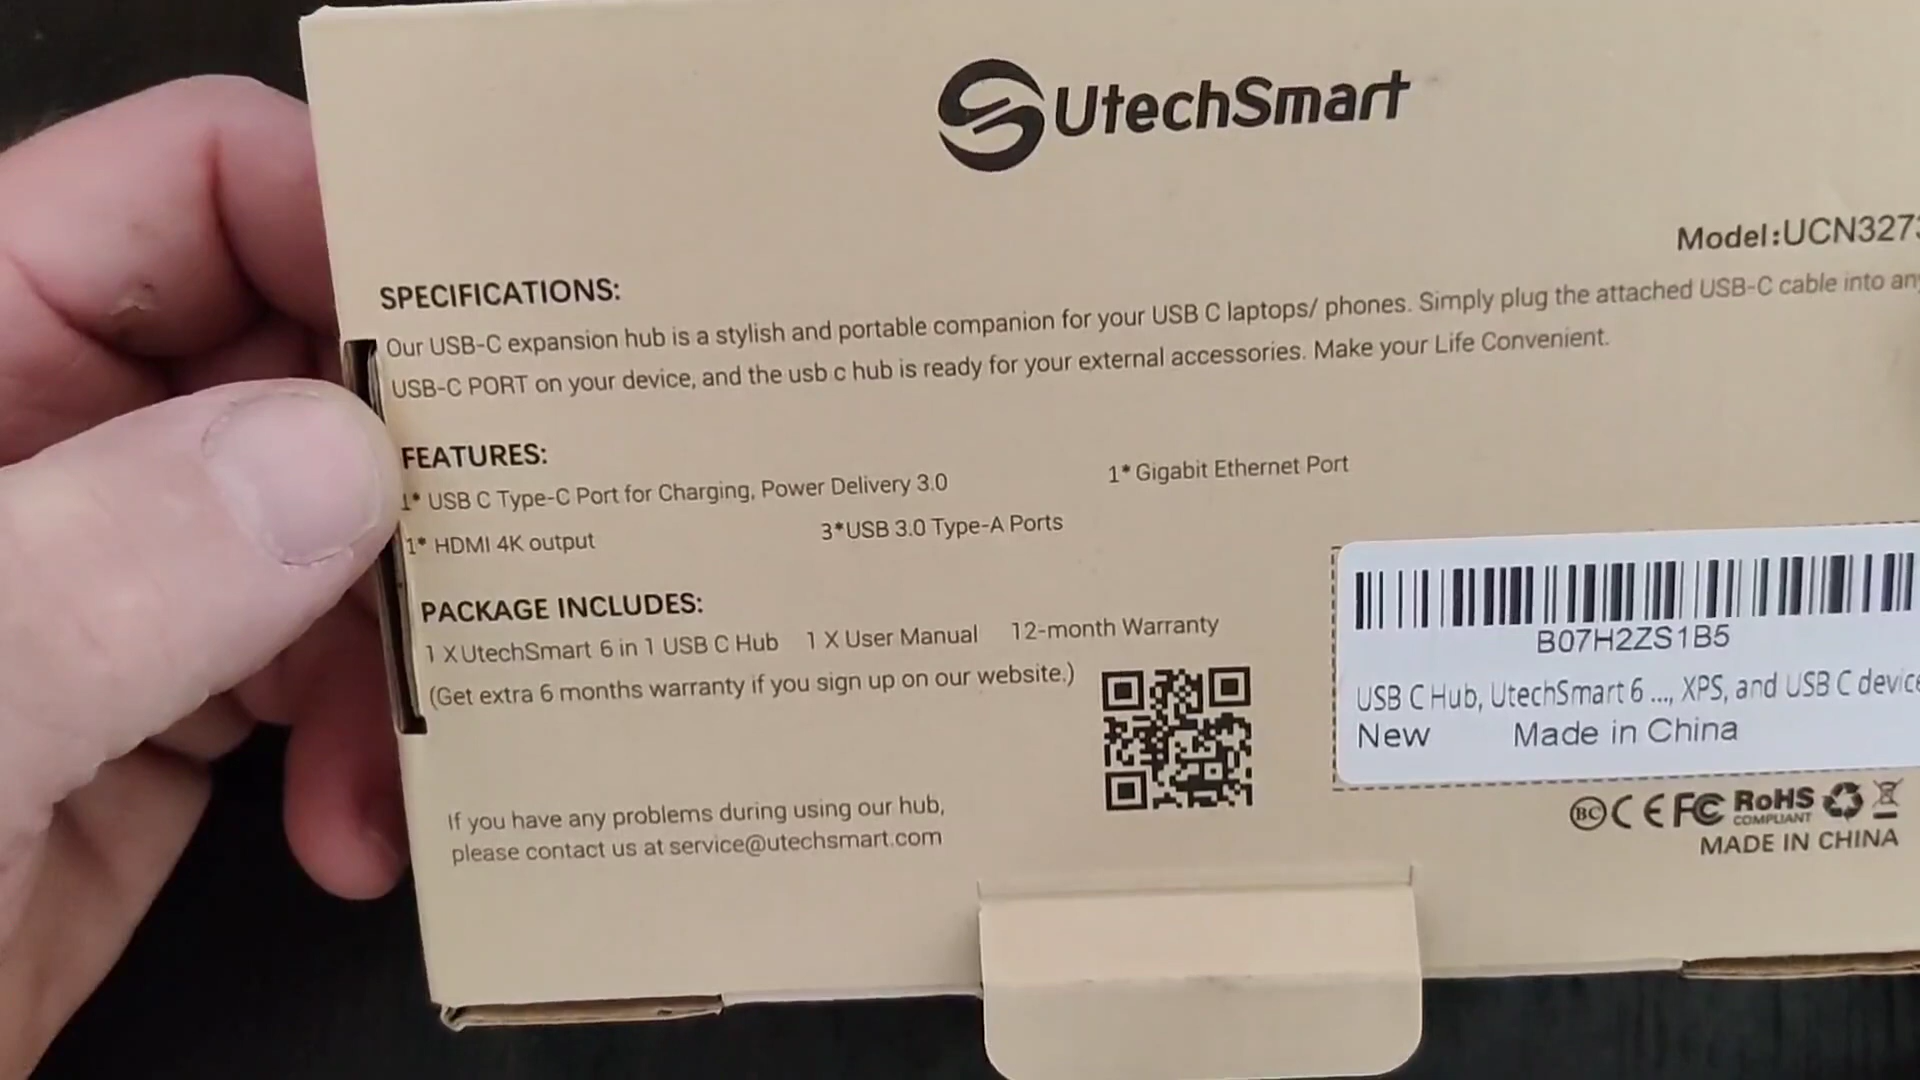 UtechSmart
Model:UCN3273
SPECIFICATIONS:
Our USB-C expansion hub is a stylish and portable companion for your USB C laptops/ phones. Simply plug the attached USB-C cable into any
USB-C PORT on your device, and the usb c hub is ready for your external accessories. Make your Life Convenient.
FEATURES:
1* USB C Type-C Port for Charging, Power Delivery 3.0 1* Gigabit Ethernet Port
1* HDMI 4K output 3*USB 3.0 Type-A Ports
PACKAGE INCLUDES:
1 X UtechSmart 6 in 1 USB C Hub 1 X User Manual 12-month Warranty
(Get extra 6 months warranty if you sign up on our website.)
If you have any problems during using our hub,
please contact us at service@utechsmart.com
B07H2ZS1B5
USB C Hub, UtechSmart 6 ..., XPS, and USB C device
New Made in China
BC CE FC RoHS
COMPLIANT
MADE IN CHINA